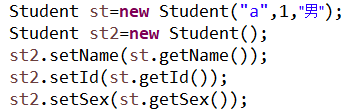 Student st=new Student("a",1,"男");
Student st2=new Student();
st2.setName(st.getName());
st2.setId(st.getId());
st2.setSex(st.getSex());